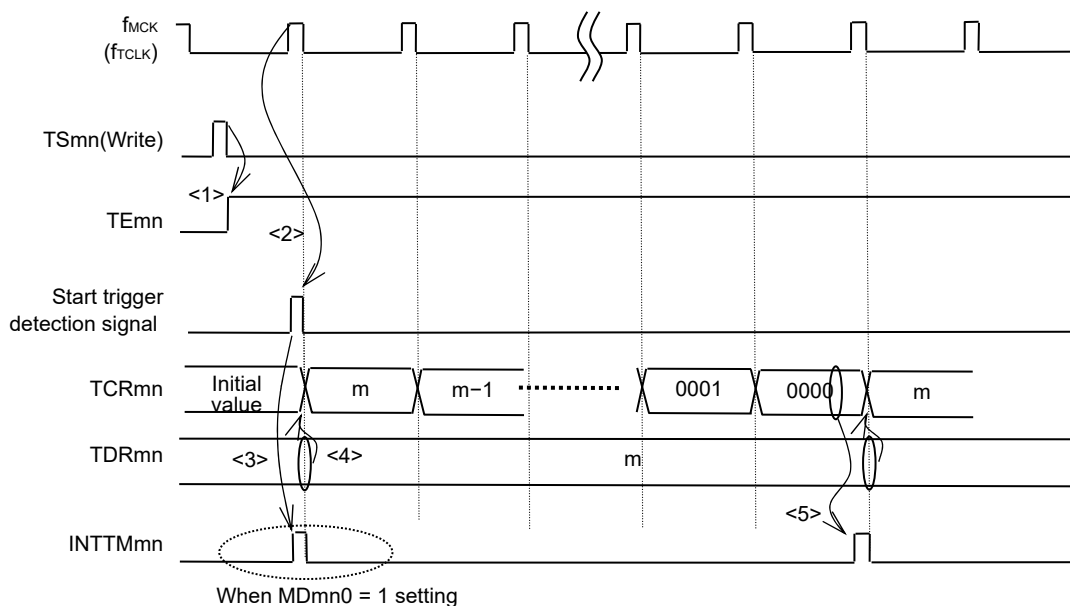 fMCK
(fTCLK)
TSmn(Write)
<1>
TEmn
<2>
Start trigger
detection signal
TCRmn
Initial
value
m
m−1
0001
0000
m
TDRmn
<3>
<4>
m
<5>
INTTMmn
When MDmn0 = 1 setting